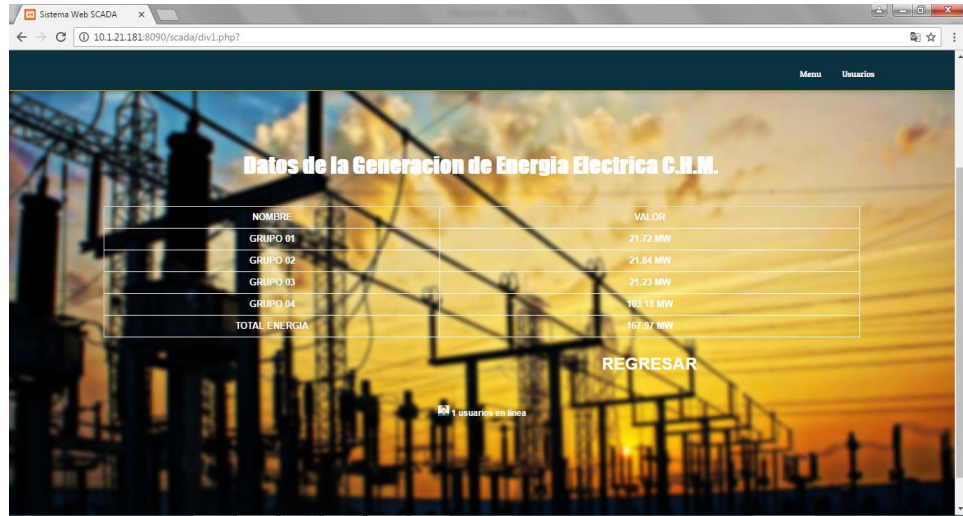 Sistema Web SCADA
10.1.21.181:8090/scada/div1.php?
Menu Usuarios
Datos de la Generacion de Energia Electrica C.H.M.
NOMBRE VALOR
GRUPO 01 21.72 MW
GRUPO 02 21.84 MW
GRUPO 03 21.23 MW
GRUPO 04 103.18 MW
TOTAL ENERGIA 167.97 MW
REGRESAR
1 usuarios en línea